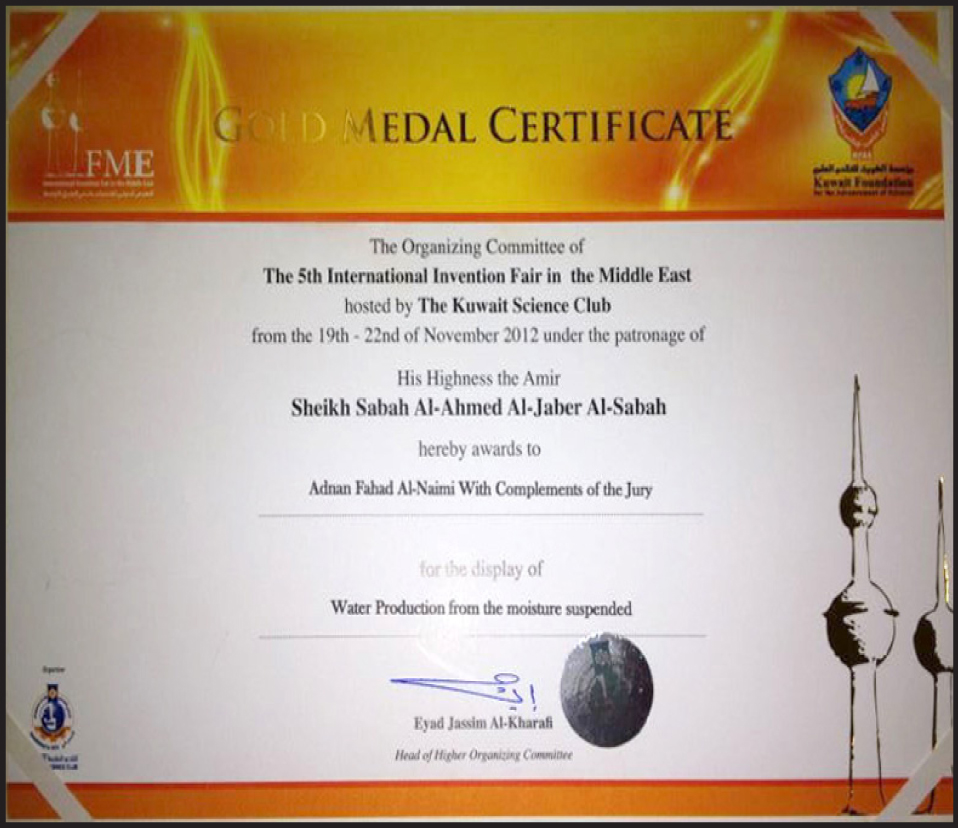 GOLD MEDAL CERTIFICATE
IIFME
International Invention Fair in the Middle East
مؤسسة الكويت للتقدم العلمي
Kuwait Foundation
for the Advancement of Sciences
The Organizing Committee of
The 5th International Invention Fair in the Middle East
hosted by The Kuwait Science Club
from the 19th - 22nd of November 2012 under the patronage of
His Highness the Amir
Sheikh Sabah Al-Ahmed Al-Jaber Al-Sabah
hereby awards to
Adnan Fahad Al-Naimi With Complements of the Jury
for the display of
Water Production from the moisture suspended
Organizer
Eyad Jassim Al-Kharafi
Head of Higher Organizing Committee